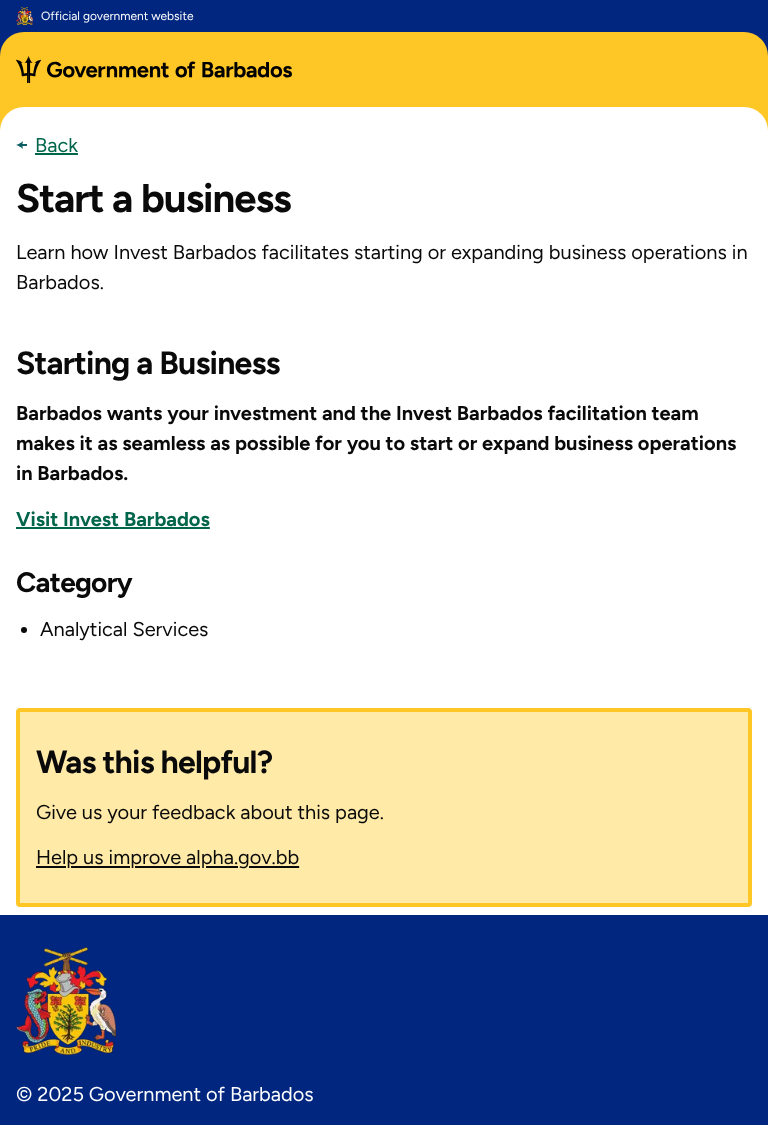 Official government website
Government of Barbados
Back
Start a business
Learn how Invest Barbados facilitates starting or expanding business operations in
Barbados.
Starting a Business
Barbados wants your investment and the Invest Barbados facilitation team
makes it as seamless as possible for you to start or expand business operations
in Barbados.
Visit Invest Barbados
Category
• Analytical Services
Was this helpful?
Give us your feedback about this page.
Help us improve alpha.gov.bb
PRIDE AND INDUSTRY
© 2025 Government of Barbados